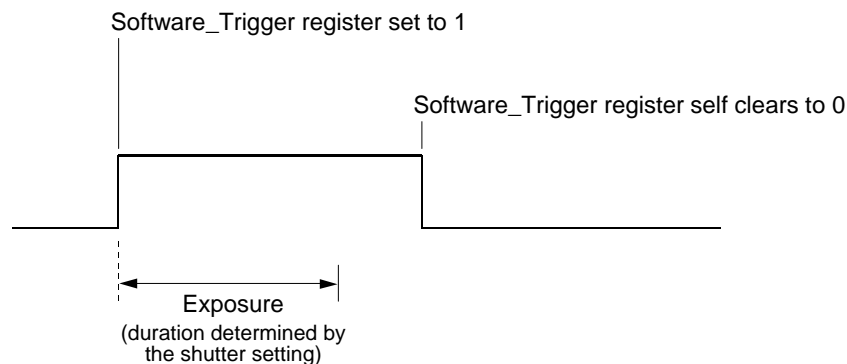 Software_Trigger register set to 1
Software_Trigger register self clears to 0
Exposure
(duration determined by
the shutter setting)